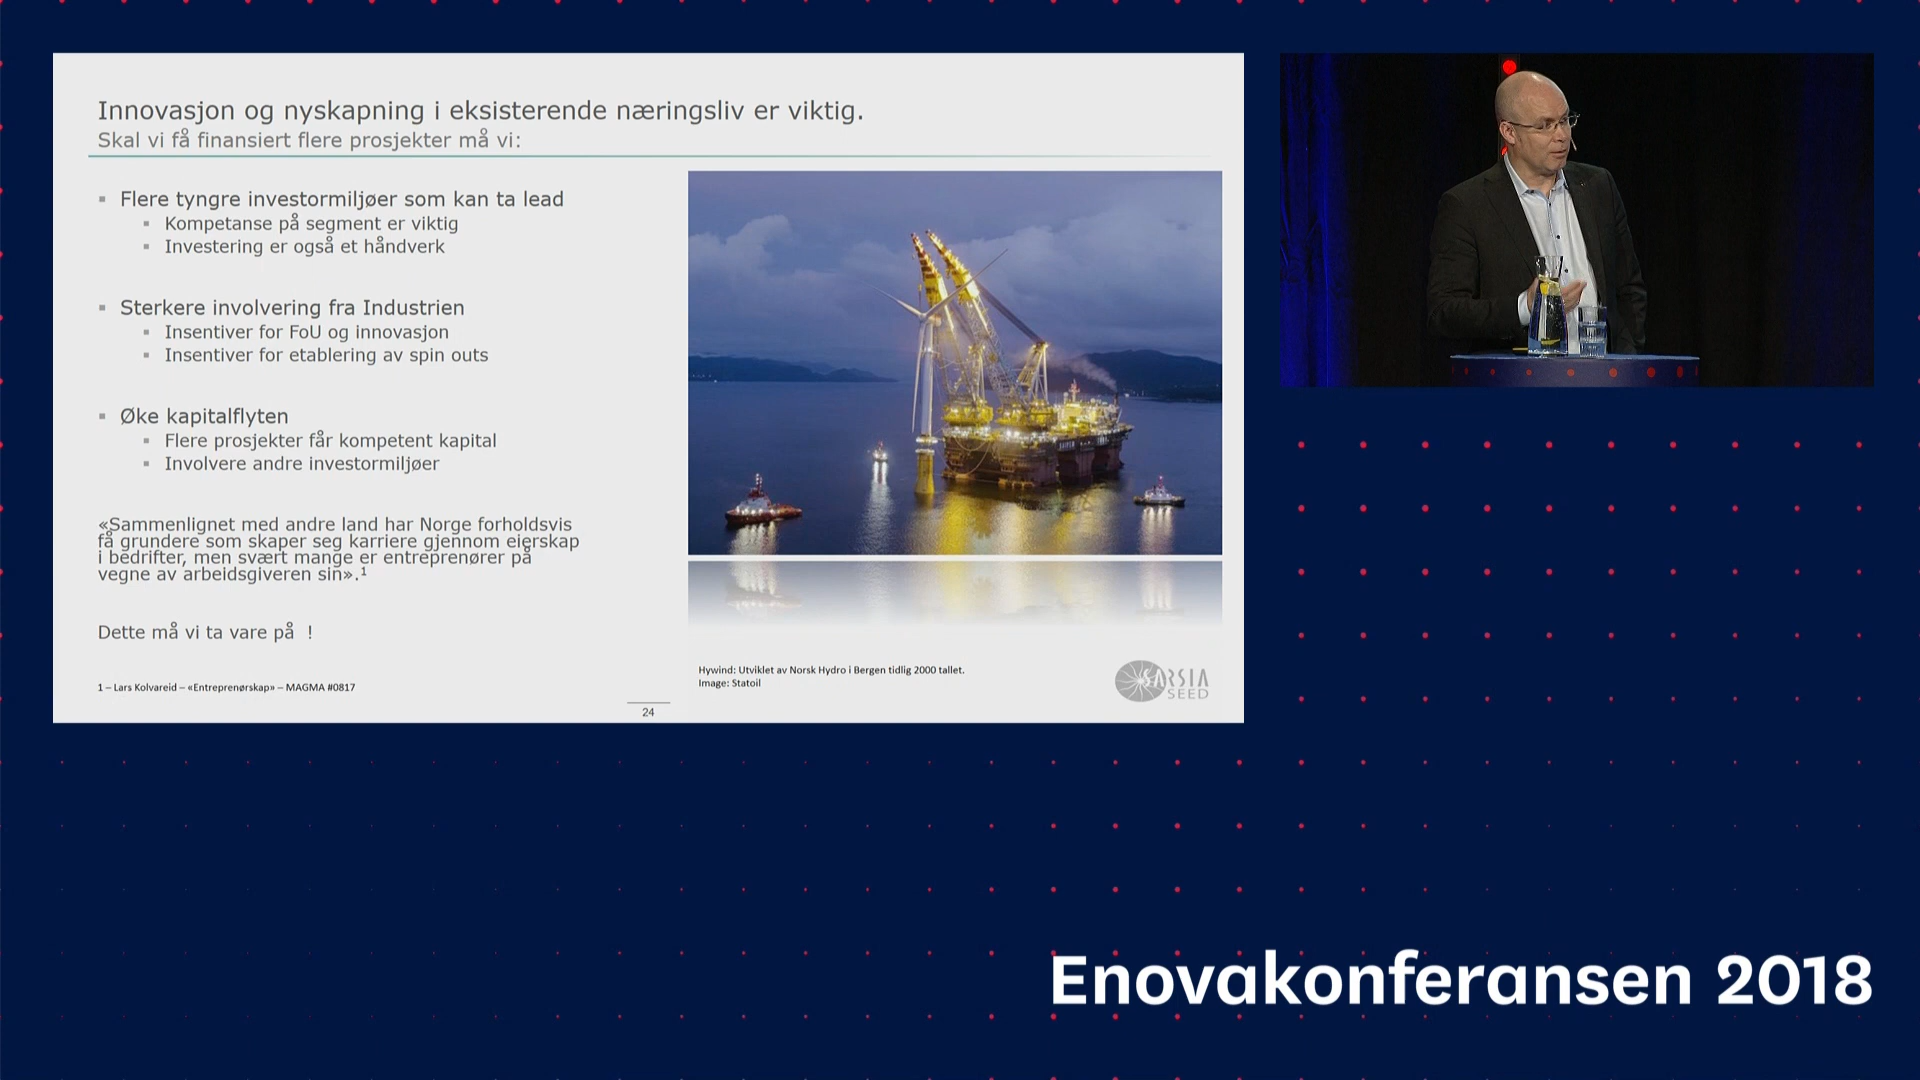 Innovasjon og nyskapning i eksisterende næringsliv er viktig.
Skal vi få finansiert flere prosjekter må vi:
Flere tyngre investormiljøer som kan ta lead
Kompetanse på segment er viktig
Investering er også et håndverk
Sterkere involvering fra Industrien
Insentiver for FoU og innovasjon
Insentiver for etablering av spin outs
Øke kapitalflyten
Flere prosjekter får kompetent kapital
Involvere andre investormiljøer
«Sammenlignet med andre land har Norge forholdsvis
få grundere som skaper seg karriere gjennom eierskap
i bedrifter, men svært mange er entreprenører på
vegne av arbeidsgiveren sin».¹
Dette må vi ta vare på  !
1 – Lars Kolvareid – «Entreprenørskap» – MAGMA #0817
24
Hywind: Utviklet av Norsk Hydro i Bergen tidlig 2000 tallet.
Image: Statoil
SARSIA
SEED
Enovakonferansen 2018